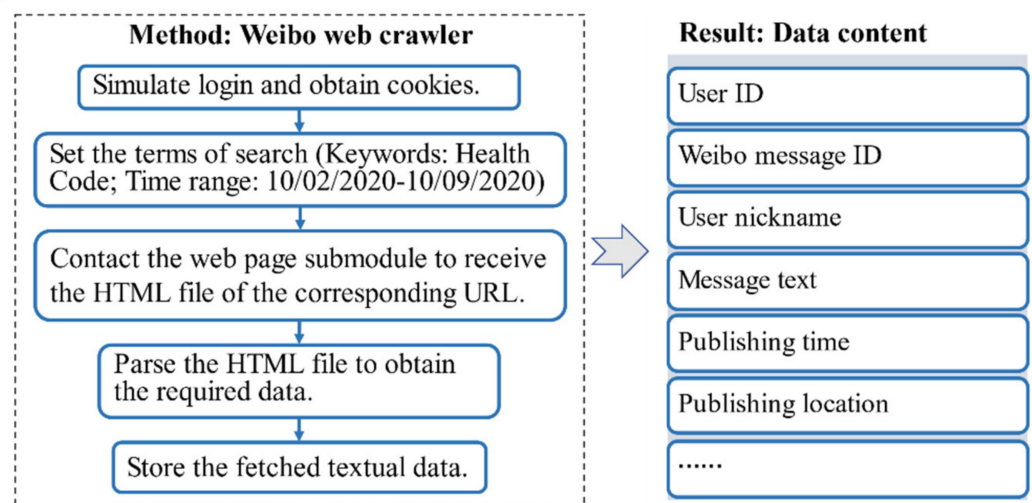 Method: Weibo web crawler
Simulate login and obtain cookies.
Set the terms of search (Keywords: Health
Code; Time range: 10/02/2020-10/09/2020)
Contact the web page submodule to receive
the HTML file of the corresponding URL.
Parse the HTML file to obtain
the required data.
Store the fetched textual data.
Result: Data content
User ID
Weibo message ID
User nickname
Message text
Publishing time
Publishing location
......